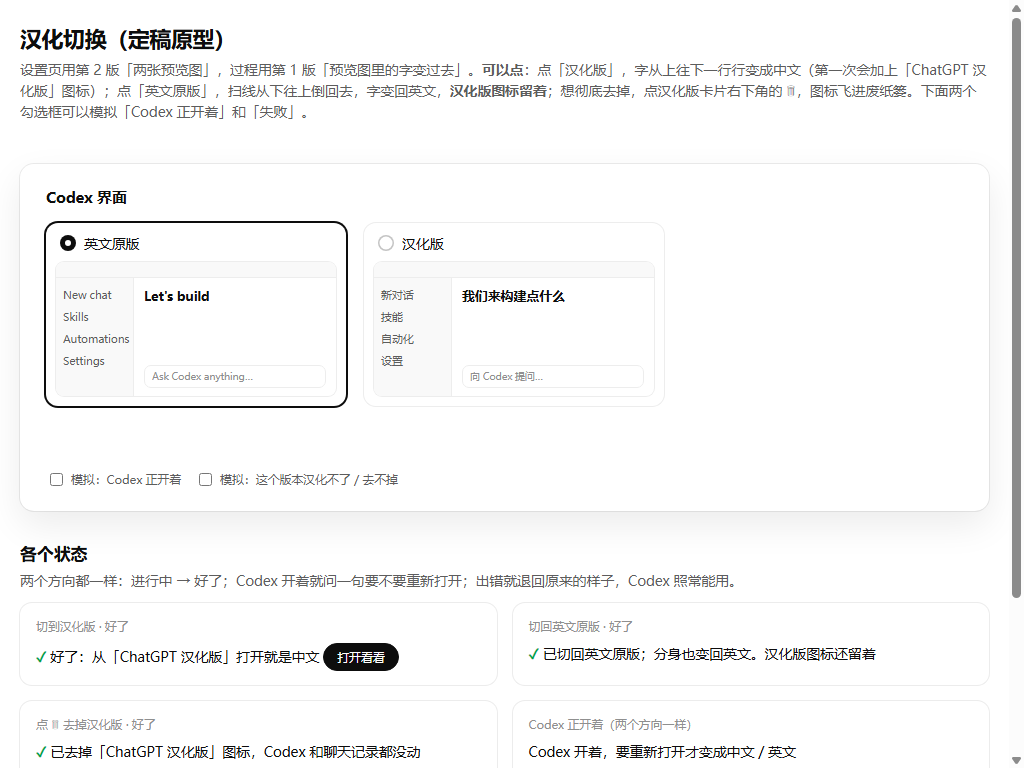 汉化切换（定稿原型）
设置页用第 2 版「两张预览图」，过程用第 1 版「预览图里的字变过去」。可以点：点「汉化版」，字从上往下一行行变成中文（第一次会加上「ChatGPT 汉
化版」图标）；点「英文原版」，扫线从下往上倒回去，字变回英文，汉化版图标留着；想彻底去掉，点汉化版卡片右下角的 🗑，图标飞进废纸篓。下面两个
勾选框可以模拟「Codex 正开着」和「失败」。
Codex 界面
英文原版
New chat
Skills
Automations
Settings
Let's build
Ask Codex anything...
汉化版
新对话
技能
自动化
设置
我们来构建点什么
向 Codex 提问...
模拟：Codex 正开着
模拟：这个版本汉化不了 / 去不掉
各个状态
两个方向都一样：进行中 → 好了；Codex 开着就问一句要不要重新打开；出错就退回原来的样子，Codex 照常能用。
切到汉化版 · 好了
✓ 好了：从「ChatGPT 汉化版」打开就是中文 打开看看
切回英文原版 · 好了
✓ 已切回英文原版；分身也变回英文。汉化版图标还留着
点 🗑 去掉汉化版 · 好了
✓ 已去掉「ChatGPT 汉化版」图标，Codex 和聊天记录都没动
Codex 正开着（两个方向一样）
Codex 开着，要重新打开才变成中文 / 英文